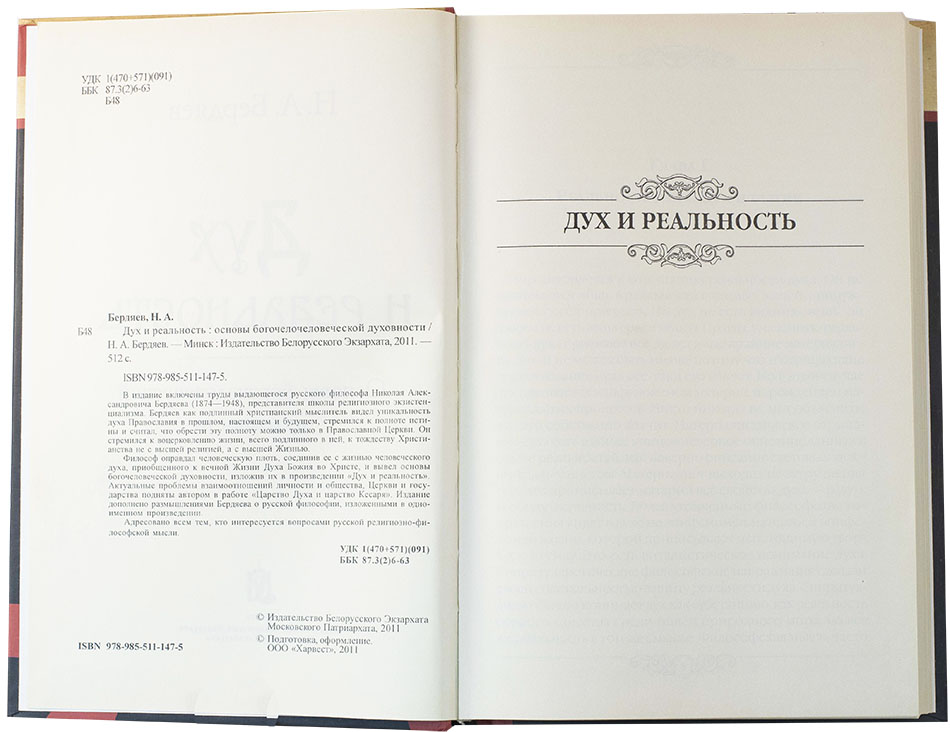 УДК 1(470+571)(091)
ББК 87.3(2)6-63
Б48
Бердяев, Н. А.
Б48 Дух и реальность : основы богочелочеловеческой духовности /
Н. А. Бердяев. — Минск : Издательство Белорусского Экзархата, 2011. —
512 с.
ISBN 978-985-511-147-5.
В издание включены труды выдающегося русского философа Николая Алек-
сандровича Бердяева (1874—1948), представителя школы религиозного экзистен-
циализма. Бердяев как подлинный христианский мыслитель видел уникальность
духа Православия в прошлом, настоящем и будущем, стремился к полноте исти-
ны и считал, что обрести эту полноту можно только в Православной Церкви. Он
стремился к воцерковлению жизни, всего подлинного в ней, к тождеству Христи-
анства не с высшей религией, а с высшей Жизнью.
Философ оправдал человеческую плоть, соединив ее с жизнью человеческого
духа, приобщенного к вечной Жизни Духа Божия во Христе, и вывел основы
богочеловеческой духовности, изложив их в произведении «Дух и реальность».
Актуальные проблемы взаимоотношений личности и общества, Церкви и госу-
дарства подняты автором в работе «Царство Духа и царство Кесаря». Издание
дополнено размышлениями Бердяева о русской философии, изложенными в одно-
именном произведении.
Адресовано всем тем, кто интересуется вопросами русской религиозно-фи-
лософской мысли.
УДК 1(470+571)(091)
ББК 87.3(2)6-63
© Издательство Белорусского Экзархата
Московского Патриархата, 2011
© Подготовка, оформление.
ООО «Харвест», 2011
ISBN 978-985-511-147-5
ДУХ И РЕАЛЬНОСТЬ